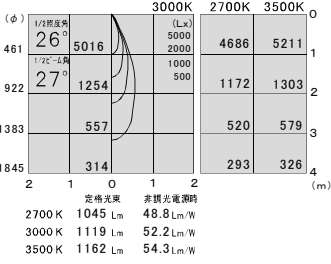 3000K 2700K 3500K
(φ) 1/2照度角 (Lx) 0
26° 5000
461 5016 2000 4686 5211 1
1/2ビーム角 1000
27° 500
922 1254 1172 1303 2
1383 557 520 579 3
1845 314 293 326 4
2 1 0 1 2 (m)
定格光束 非調光電源時
2700K 1045 Lm 48.8 Lm/W
3000K 1119 Lm 52.2 Lm/W
3500K 1162 Lm 54.3 Lm/W